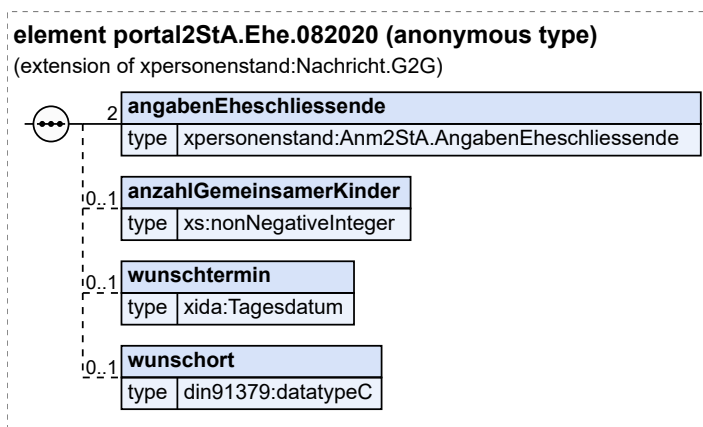 element portal2StA.Ehe.082020 (anonymous type)
(extension of xpersonenstand:Nachricht.G2G)
2 angabenEheschliessende
type xpersonenstand:Anm2StA.AngabenEheschliessende
0..1 anzahlGemeinsamerKinder
type xs:nonNegativeInteger
0..1 wunschtermin
type xida:Tagesdatum
0..1 wunschort
type din91379:datatypeC